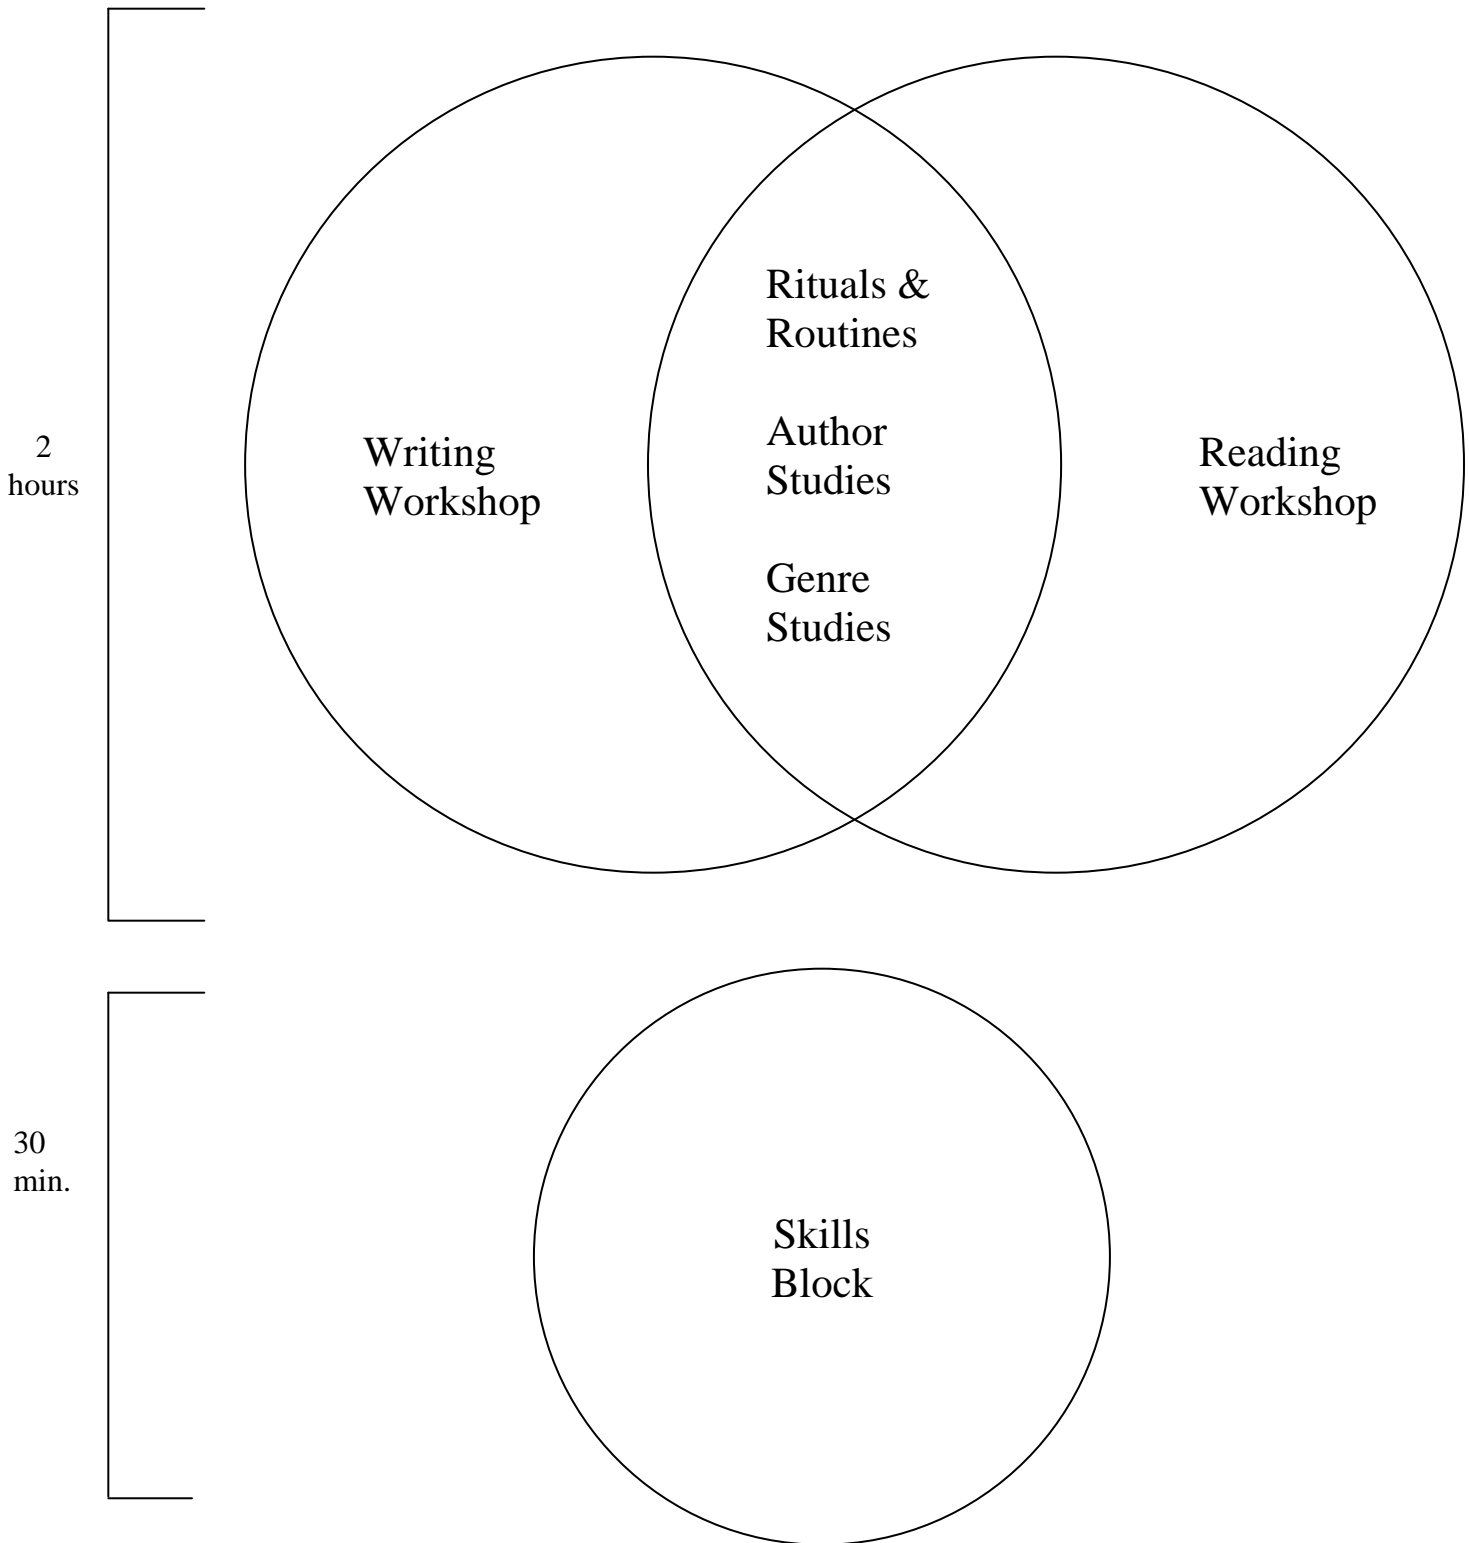 2
hours
Writing
Workshop
Rituals &
Routines
Author
Studies
Genre
Studies
Reading
Workshop
30
min.
Skills
Block